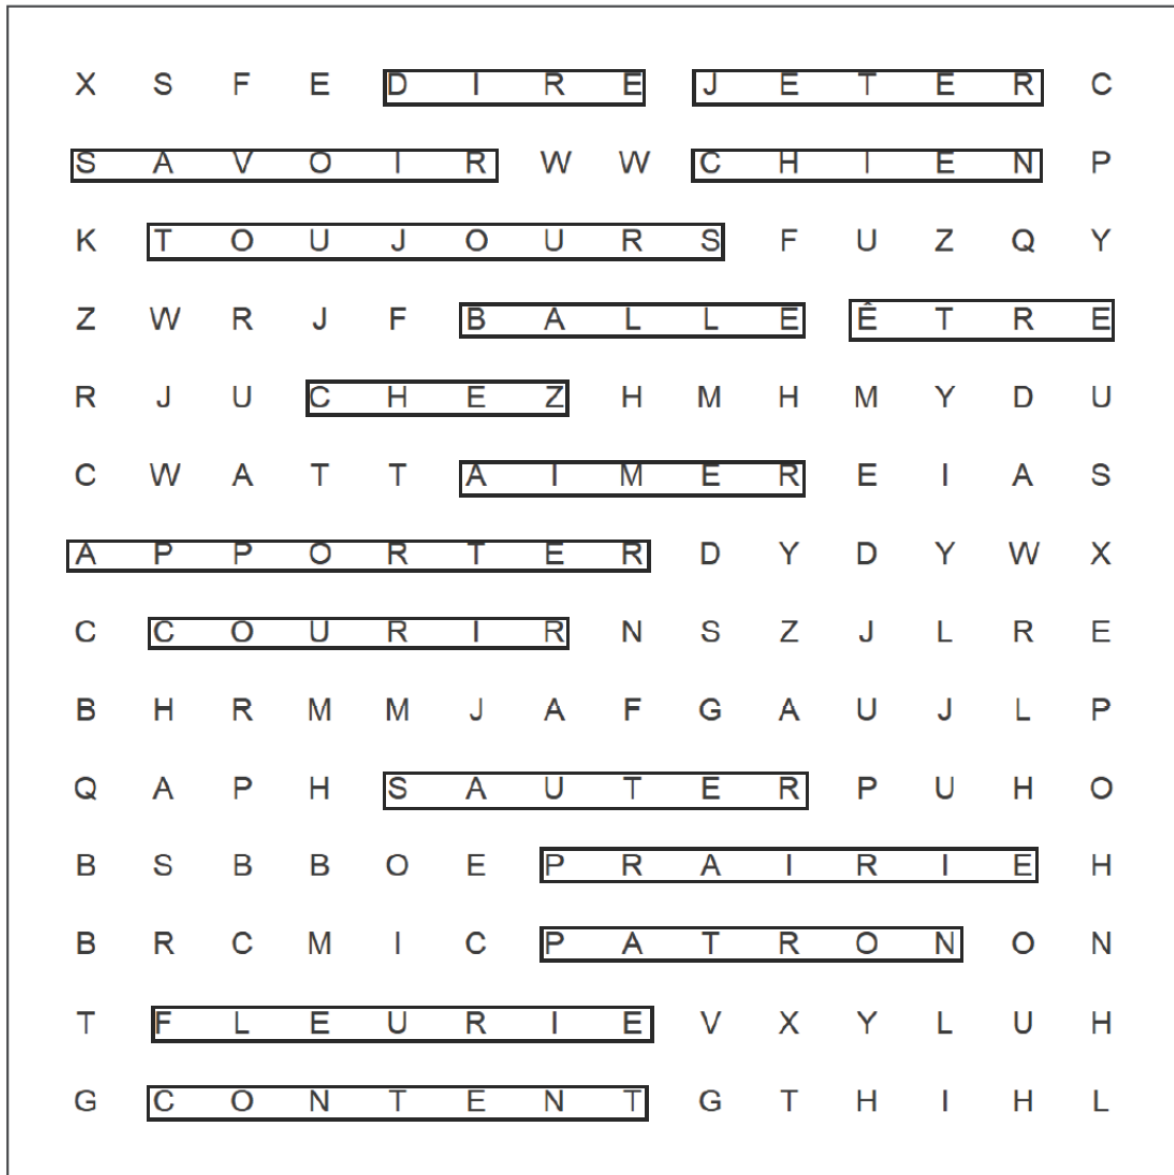 X S F E D I R E J E T E R C
S A V O I R W W C H I E N P
K T O U J O U R S F U Z Q Y
Z W R J F B A L L E Ê T R E
R J U C H E Z H M H M Y D U
C W A T T A I M E R E I A S
A P P O R T E R D Y D Y W X
C C O U R I R N S Z J L R E
B H R M M J A F G A U J L P
Q A P H S A U T E R P U H O
B S B B O E P R A I R I E H
B R C M I C P A T R O N O N
T F L E U R I E V X Y L U H
G C O N T E N T G T H I H L